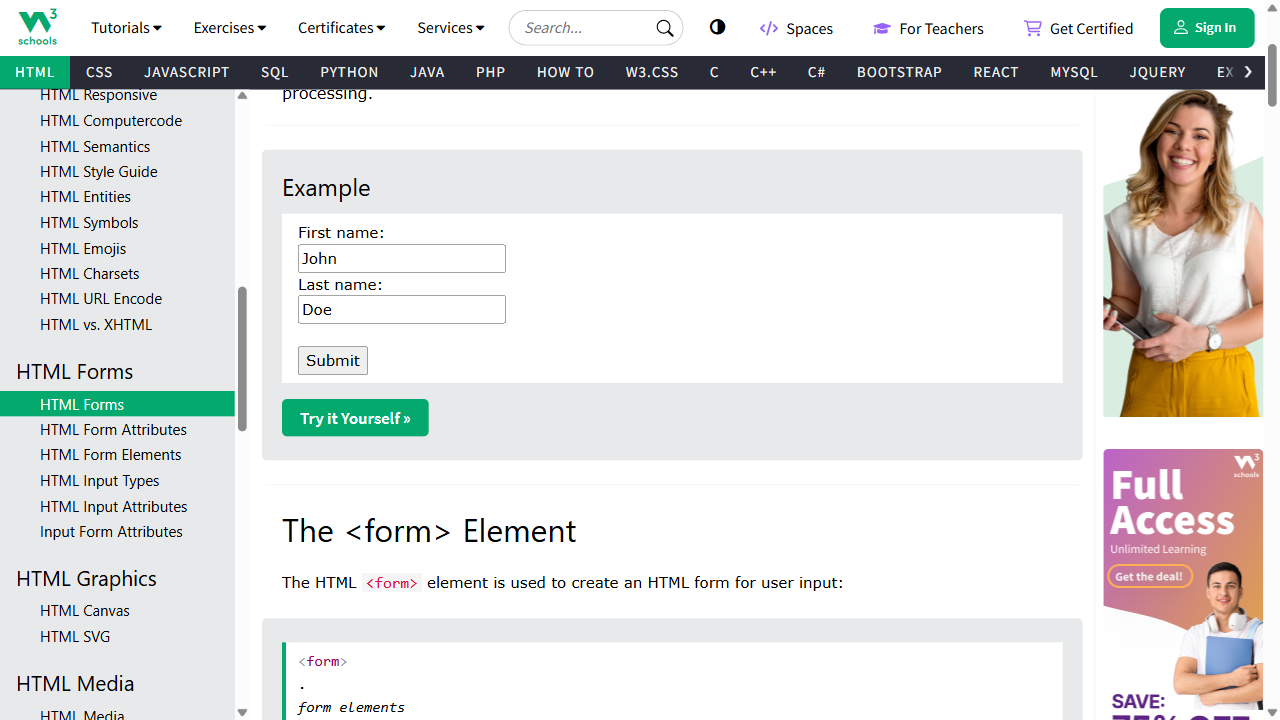 3
schools
Tutorials
Exercises
Certificates
Services
Search...
Spaces
For Teachers
Get Certified
Sign In
HTML
CSS
JAVASCRIPT
SQL
PYTHON
JAVA
PHP
HOW TO
W3.CSS
C
C++
C#
BOOTSTRAP
REACT
MYSQL
JQUERY
EX
HTML Responsive
HTML Computercode
HTML Semantics
HTML Style Guide
HTML Entities
HTML Symbols
HTML Emojis
HTML Charsets
HTML URL Encode
HTML vs. XHTML
HTML Forms
HTML Forms
HTML Form Attributes
HTML Form Elements
HTML Input Types
HTML Input Attributes
Input Form Attributes
HTML Graphics
HTML Canvas
HTML SVG
HTML Media
HTML Media
processing.
Example
First name:
John
Last name:
Doe
Submit
Try it Yourself »
The <form> Element
The HTML <form> element is used to create an HTML form for user input:
<form>
.
form elements
3
schools
Full
Access
Unlimited Learning
Get the deal!
SAVE:
75% OFF